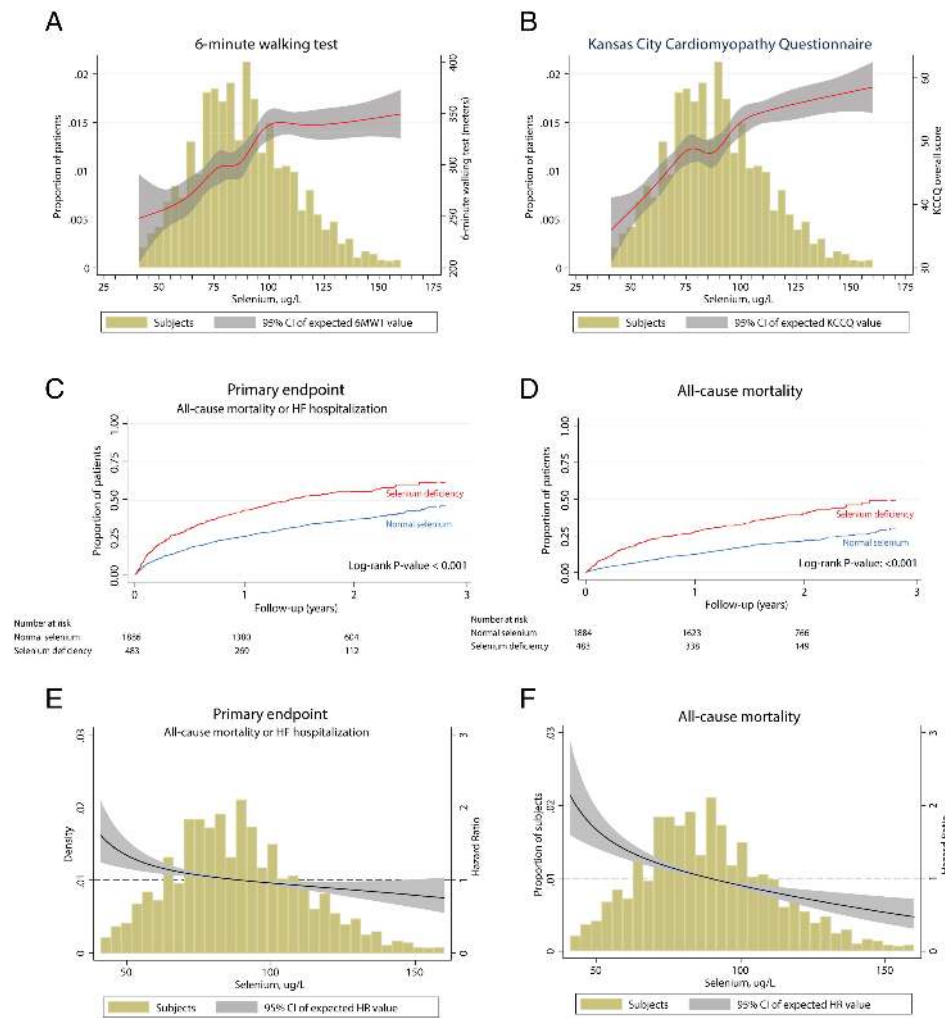 A
6-minute walking test
Proportion of patients
.02
.015
.01
.005
0
400
350
300
250
200
6-minute walking test (meters)
25 50 75 100 125 150 175
Selenium, ug/L
Subjects 95% CI of expected 6MWT value
B
Kansas City Cardiomyopathy Questionnaire
Proportion of patients
.02
.015
.01
.005
0
60
50
40
30
KCCQ overall score
25 50 75 100 125 150 175
Selenium, ug/L
Subjects 95% CI of expected KCCQ value
C
Primary endpoint
All-cause mortality or HF hospitalization
Proportion of patients
1.00
0.75
0.50
0.25
0.00
Selenium deficiency
Normal selenium
Log-rank P-value < 0.001
0 1 2 3
Follow-up (years)
Number at risk
Normal selenium 1886 1380 604
Selenium deficiency 483 260 112
D
All-cause mortality
Proportion of patients
1.00
0.75
0.50
0.25
0.00
Selenium deficiency
Normal selenium
Log-rank P-value: <0.001
0 1 2 3
Follow-up (years)
Number at risk
Normal selenium 1884 1623 766
Selenium deficiency 483 338 149
E
Primary endpoint
All-cause mortality or HF hospitalization
Density
.03
.02
.01
0
3
2
1
0
Hazard Ratio
50 100 150
Selenium, ug/L
Subjects 95% CI of expected HR value
F
All-cause mortality
Proportion of subjects
.03
.02
.01
0
3
2
1
0
50 100 150
Selenium, ug/L
Subjects 95% CI of expected HR value